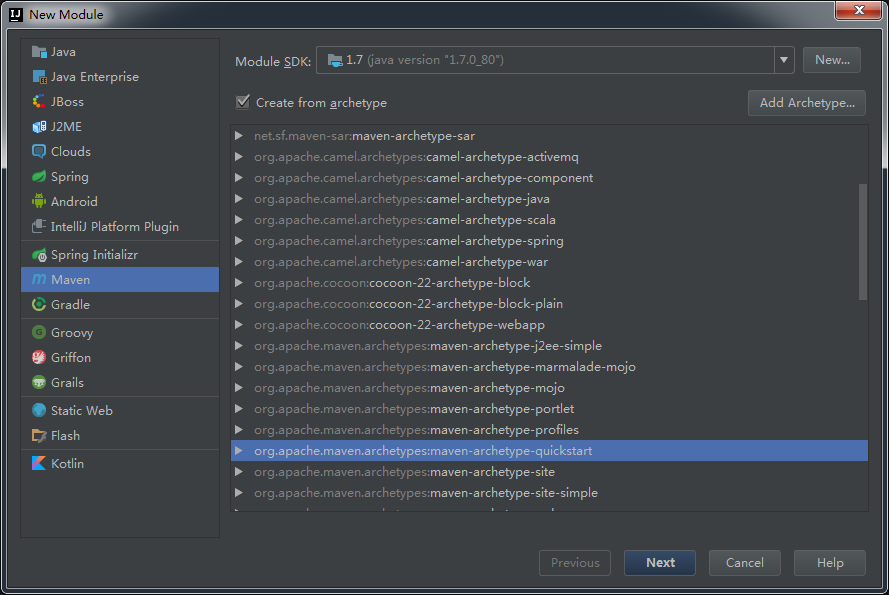 New Module
Java
Java Enterprise
JBoss
J2ME
Clouds
Spring
Android
IntelliJ Platform Plugin
Spring Initializr
Maven
Gradle
Groovy
Griffon
Grails
Static Web
Flash
Kotlin
Module SDK: 1.7 (java version "1.7.0_80") New...
Create from archetype Add Archetype...
net.sf.maven-sar:maven-archetype-sar
org.apache.camel.archetypes:camel-archetype-activemq
org.apache.camel.archetypes:camel-archetype-component
org.apache.camel.archetypes:camel-archetype-java
org.apache.camel.archetypes:camel-archetype-scala
org.apache.camel.archetypes:camel-archetype-spring
org.apache.camel.archetypes:camel-archetype-war
org.apache.cocoon:cocoon-22-archetype-block
org.apache.cocoon:cocoon-22-archetype-block-plain
org.apache.cocoon:cocoon-22-archetype-webapp
org.apache.maven.archetypes:maven-archetype-j2ee-simple
org.apache.maven.archetypes:maven-archetype-marmalade-mojo
org.apache.maven.archetypes:maven-archetype-mojo
org.apache.maven.archetypes:maven-archetype-portlet
org.apache.maven.archetypes:maven-archetype-profiles
org.apache.maven.archetypes:maven-archetype-quickstart
org.apache.maven.archetypes:maven-archetype-site
org.apache.maven.archetypes:maven-archetype-site-simple
Previous Next Cancel Help